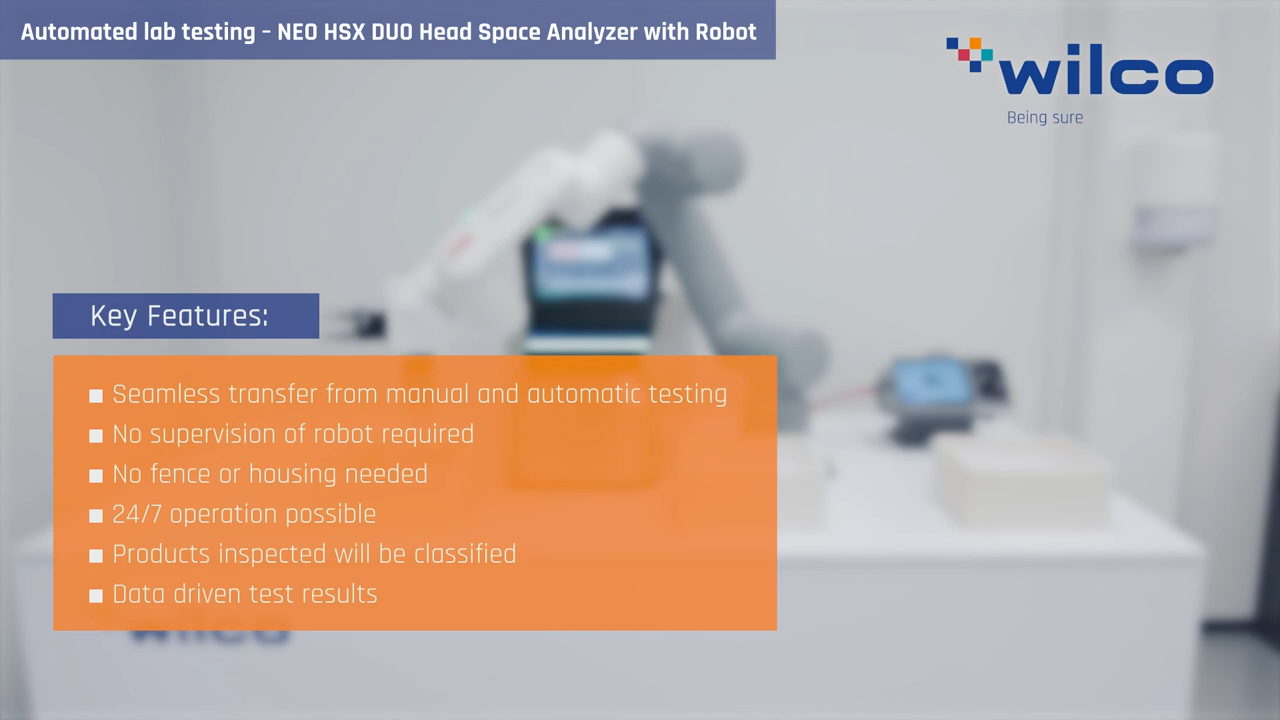 Automated lab testing – NEO HSX DUO Head Space Analyzer with Robot
wilco
Being sure
Key Features:
Seamless transfer from manual and automatic testing
No supervision of robot required
No fence or housing needed
24/7 operation possible
Products inspected will be classified
Data driven test results
wilco